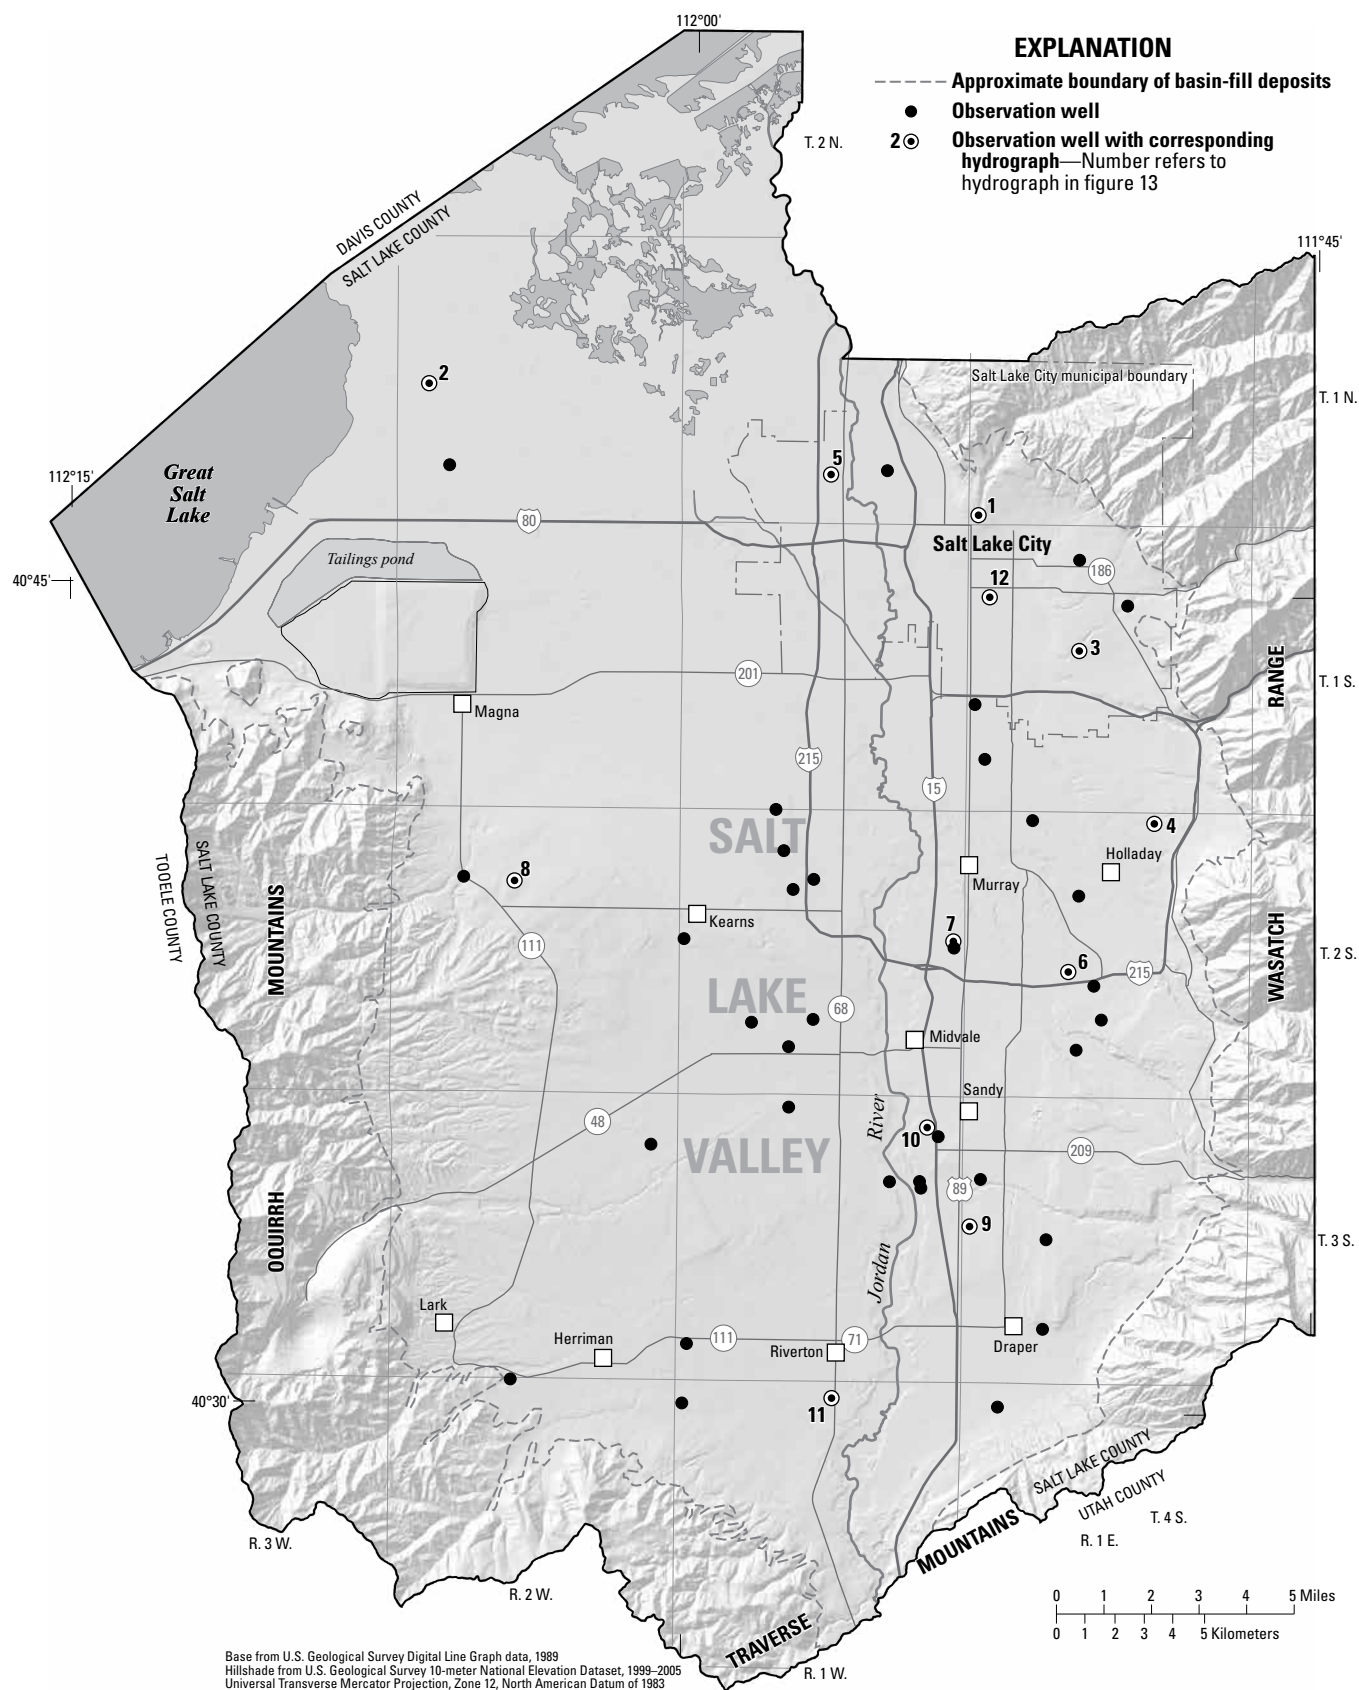 112°00'
EXPLANATION
Approximate boundary of basin-fill deposits
Observation well
2 Observation well with corresponding
hydrograph—Number refers to
hydrograph in figure 13
T. 2 N.
DAVIS COUNTY
SALT LAKE COUNTY
111°45'
2
Salt Lake City municipal boundary
T. 1 N.
112°15'
Great
Salt
Lake
5
1
80
Salt Lake City
Tailings pond
40°45'
186
12
3
RANGE
201
T. 1 S.
Magna
215
15
SALT
4
TOOELE COUNTY
SALT LAKE COUNTY
Holladay
8
MOUNTAINS
Murray
Kearns
7
111
WASATCH
T. 2 S.
6
215
LAKE
68
Midvale
Sandy
River
48
10
VALLEY
209
89
OQUIRRH
9
T. 3 S.
Jordan
Lark
Herriman
111
71
Riverton
Draper
40°30'
11
SALT LAKE COUNTY
UTAH COUNTY
T. 4 S.
R. 3 W.
MOUNTAINS
R. 1 E.
R. 2 W.
0 1 2 3 4 5 Miles
0 1 2 3 4 5 Kilometers
TRAVERSE
R. 1 W.
Base from U.S. Geological Survey Digital Line Graph data, 1989
Hillshade from U.S. Geological Survey 10-meter National Elevation Dataset, 1999–2005
Universal Transverse Mercator Projection, Zone 12, North American Datum of 1983